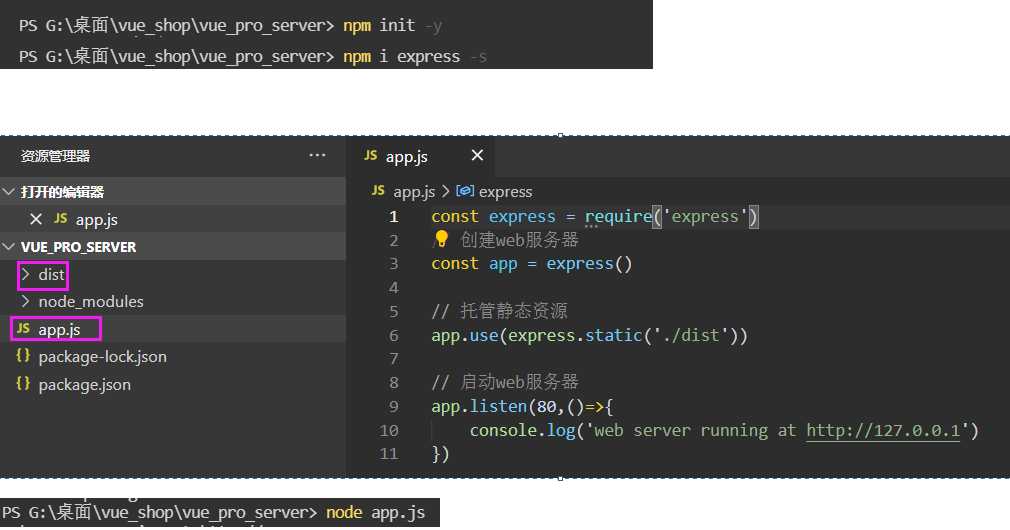 PS G:\桌面\vue_shop\vue_pro_server> npm init -y
PS G:\桌面\vue_shop\vue_pro_server> npm i express -s
资源管理器
打开的编辑器
JS app.js
VUE_PRO_SERVER
dist
node_modules
JS app.js
{} package-lock.json
{} package.json
JS app.js
JS app.js > express
1 const express = require('express')
2 创建web服务器
3 const app = express()
4
5 // 托管静态资源
6 app.use(express.static('./dist'))
7
8 // 启动web服务器
9 app.listen(80,()=>{
10 console.log('web server running at http://127.0.0.1')
11 })
PS G:\桌面\vue_shop\vue_pro_server> node app.js